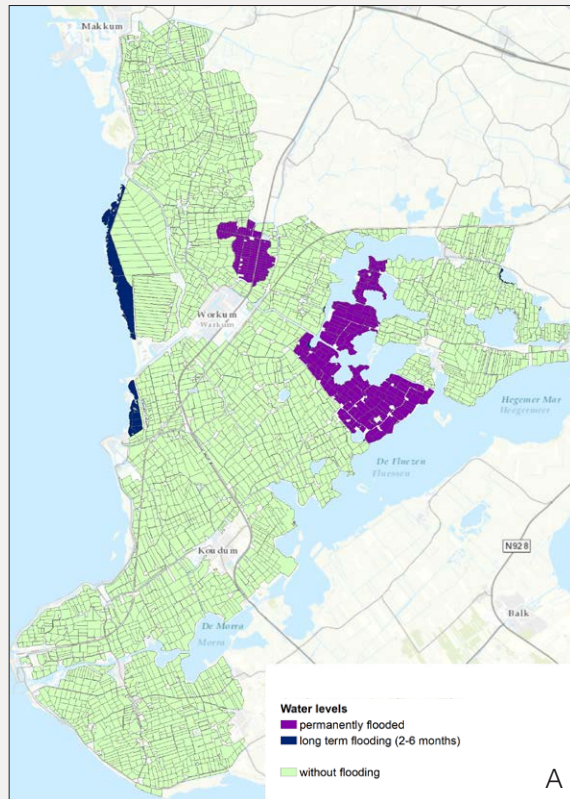 Makkum
Workum
Warkum
Hegemer Mar
Heegermeer
De Fluezen
Fluessen
N928
Koudum
Balk
De Morra
Morra
Water levels
permanently flooded
long term flooding (2-6 months)
without flooding
A